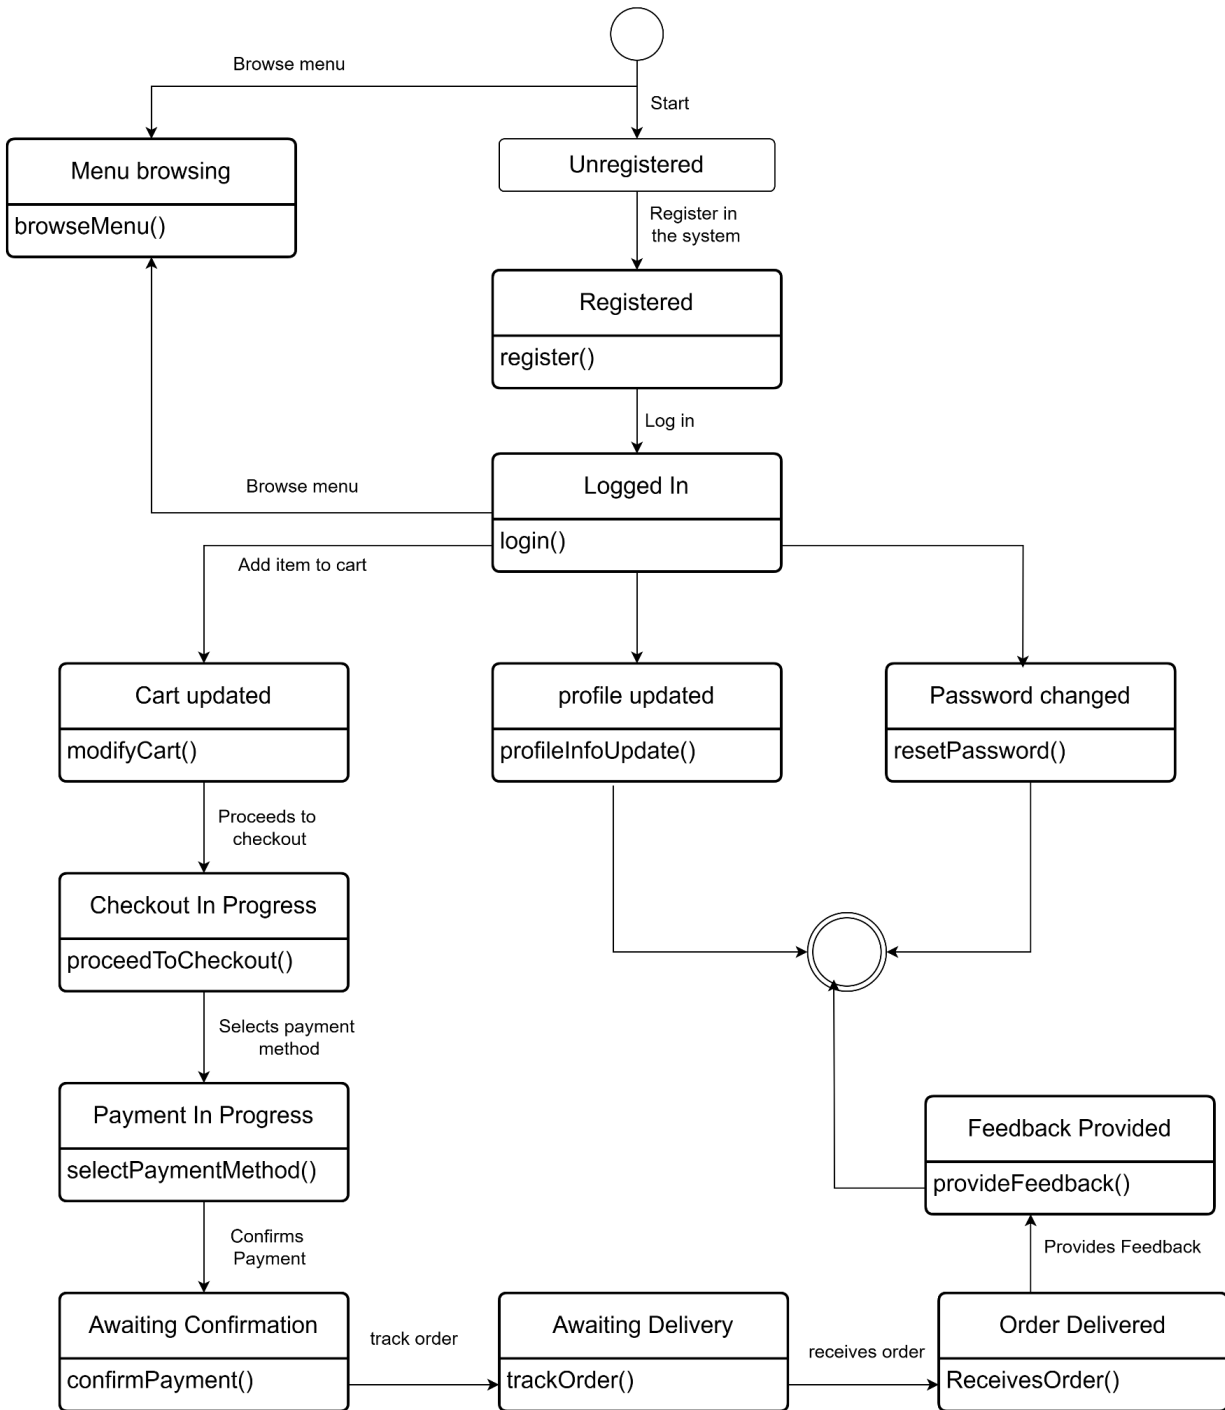 Browse menu
Start
Menu browsing
browseMenu()
Unregistered
Register in
the system
Registered
register()
Log in
Browse menu
Logged In
login()
Add item to cart
Cart updated
modifyCart()
profile updated
profileInfoUpdate()
Password changed
resetPassword()
Proceeds to
checkout
Checkout In Progress
proceedToCheckout()
Selects payment
method
Payment In Progress
selectPaymentMethod()
Confirms
Payment
Awaiting Confirmation
confirmPayment()
track order
Awaiting Delivery
trackOrder()
receives order
Order Delivered
ReceivesOrder()
Provides Feedback
Feedback Provided
provideFeedback()